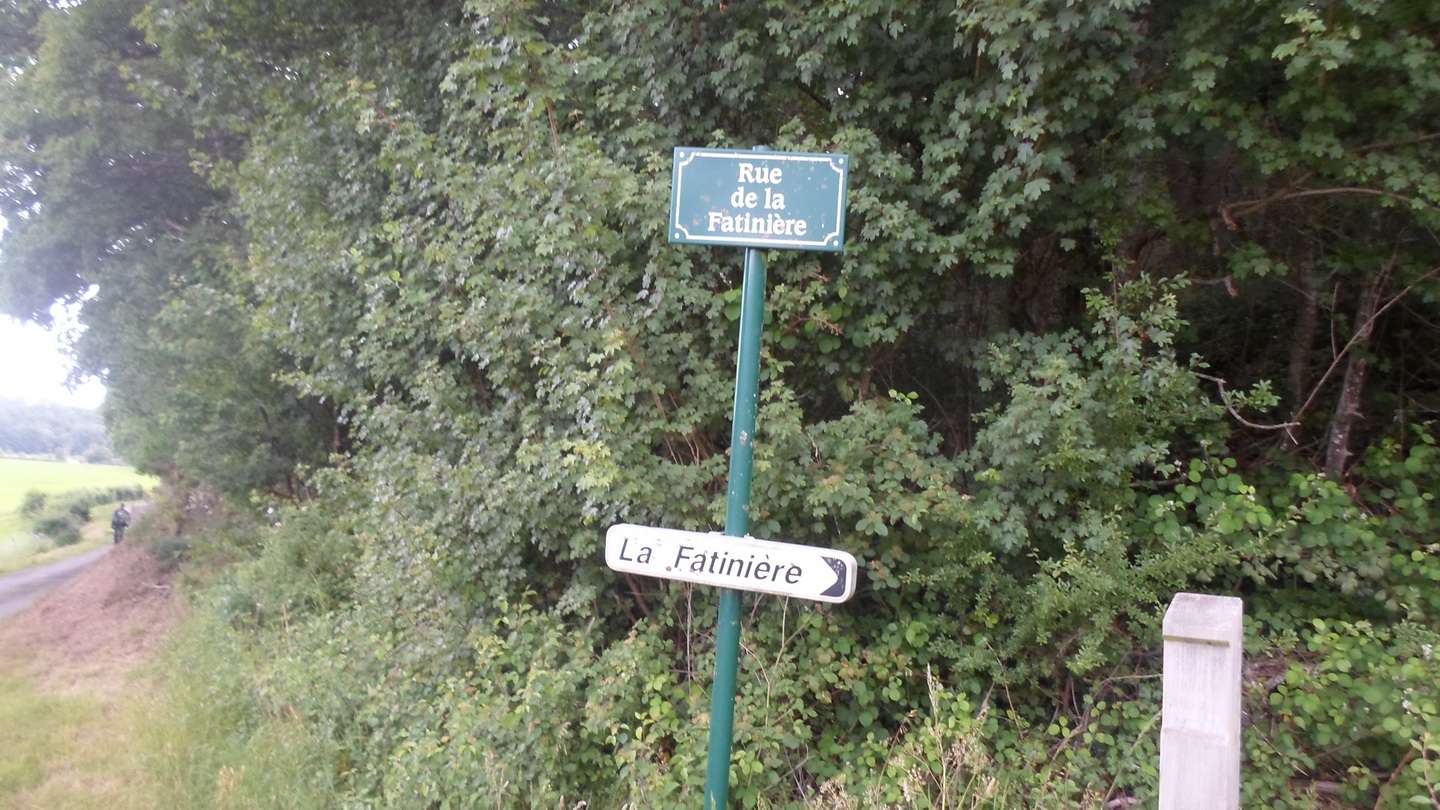 Rue
de la
Fatinière
La Fatinière